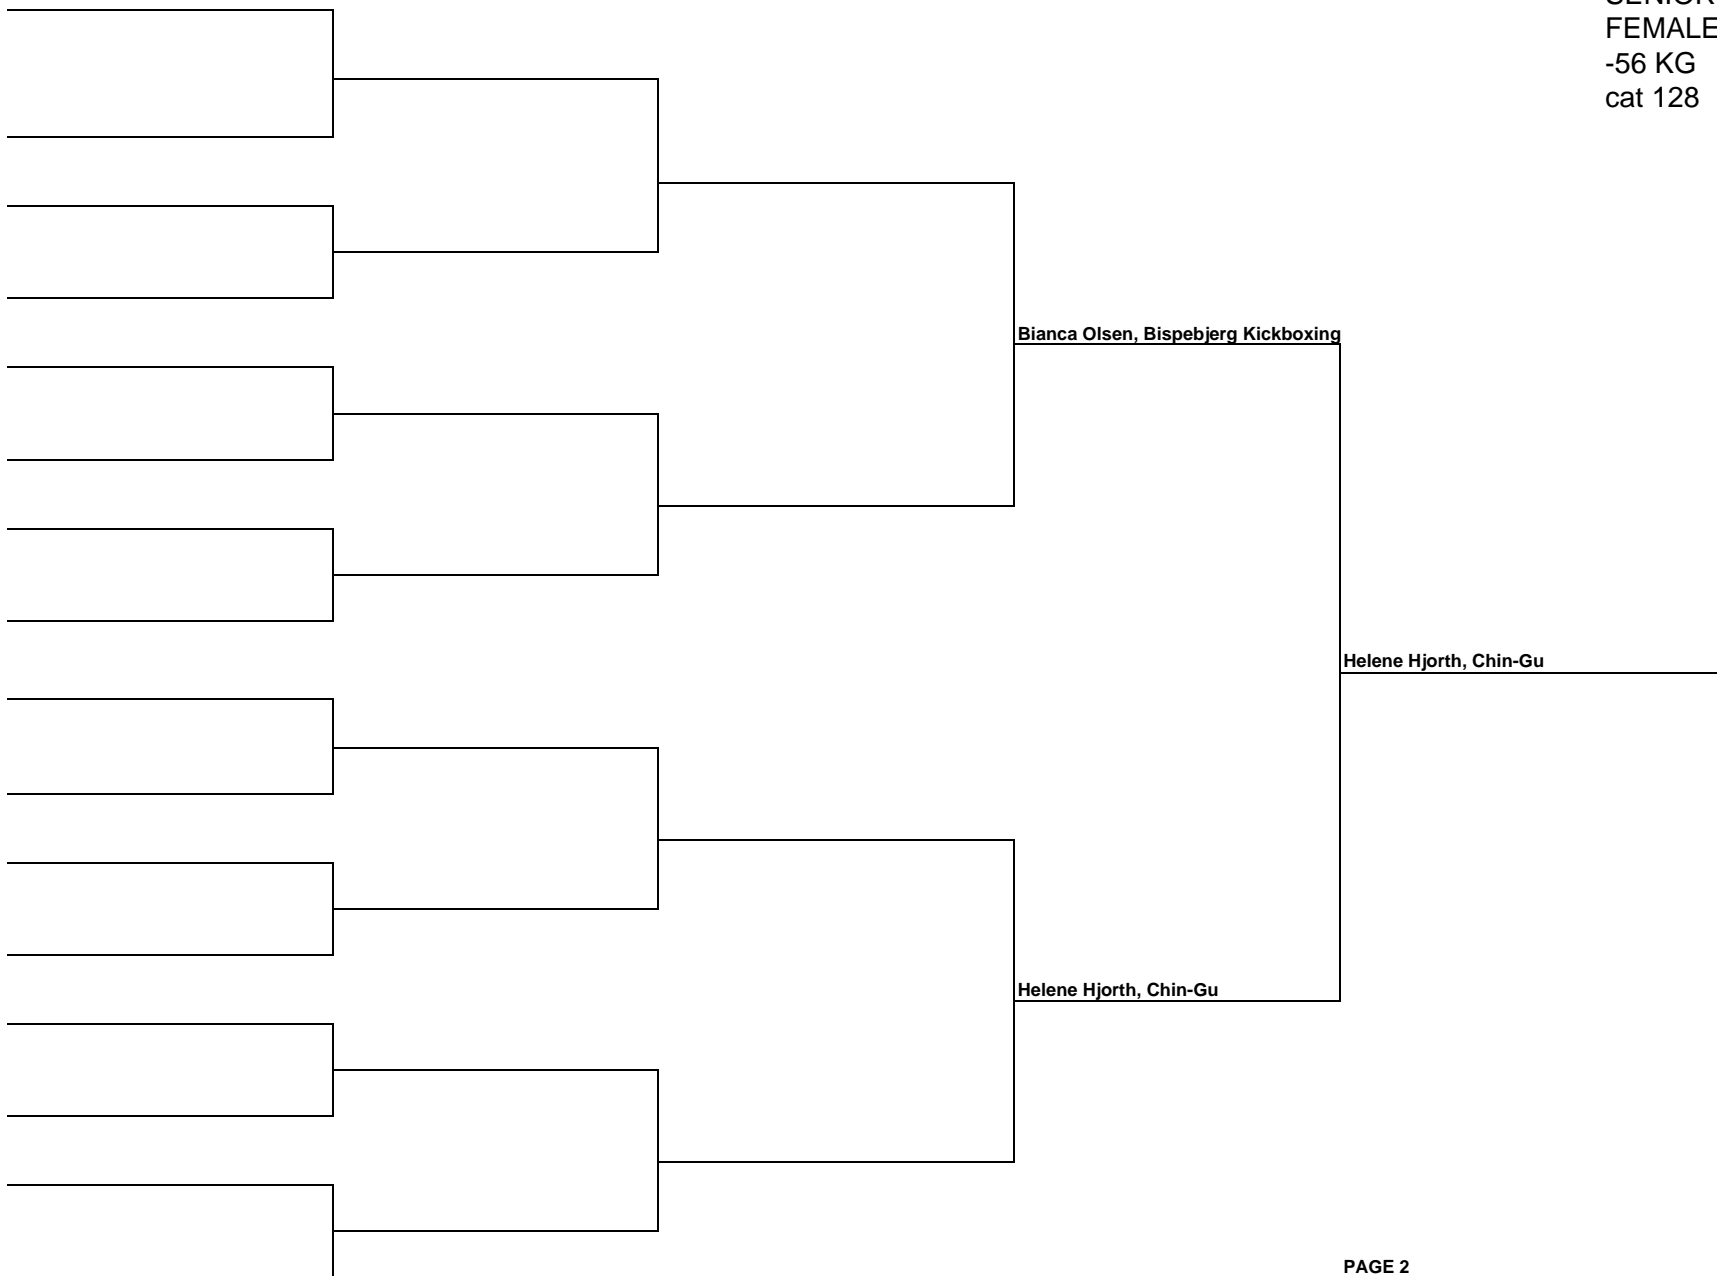 FEMALE
-56 KG
cat 128
Bianca Olsen, Bispebjerg Kickboxing
Helene Hjorth, Chin-Gu
Helene Hjorth, Chin-Gu
PAGE 2